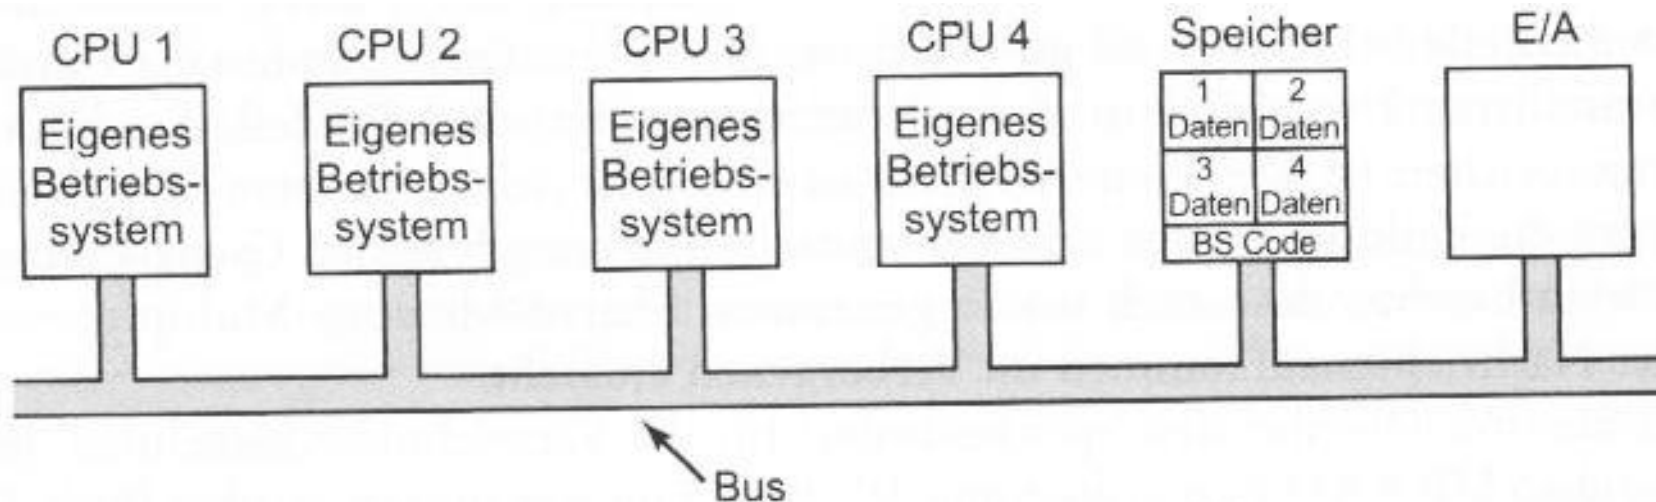 CPU 1
CPU 2
CPU 3
CPU 4
Speicher
E/A
Eigenes
Betriebs-
system
Eigenes
Betriebs-
system
Eigenes
Betriebs-
system
Eigenes
Betriebs-
system
1
Daten
2
Daten
3
Daten
4
Daten
BS Code
Bus